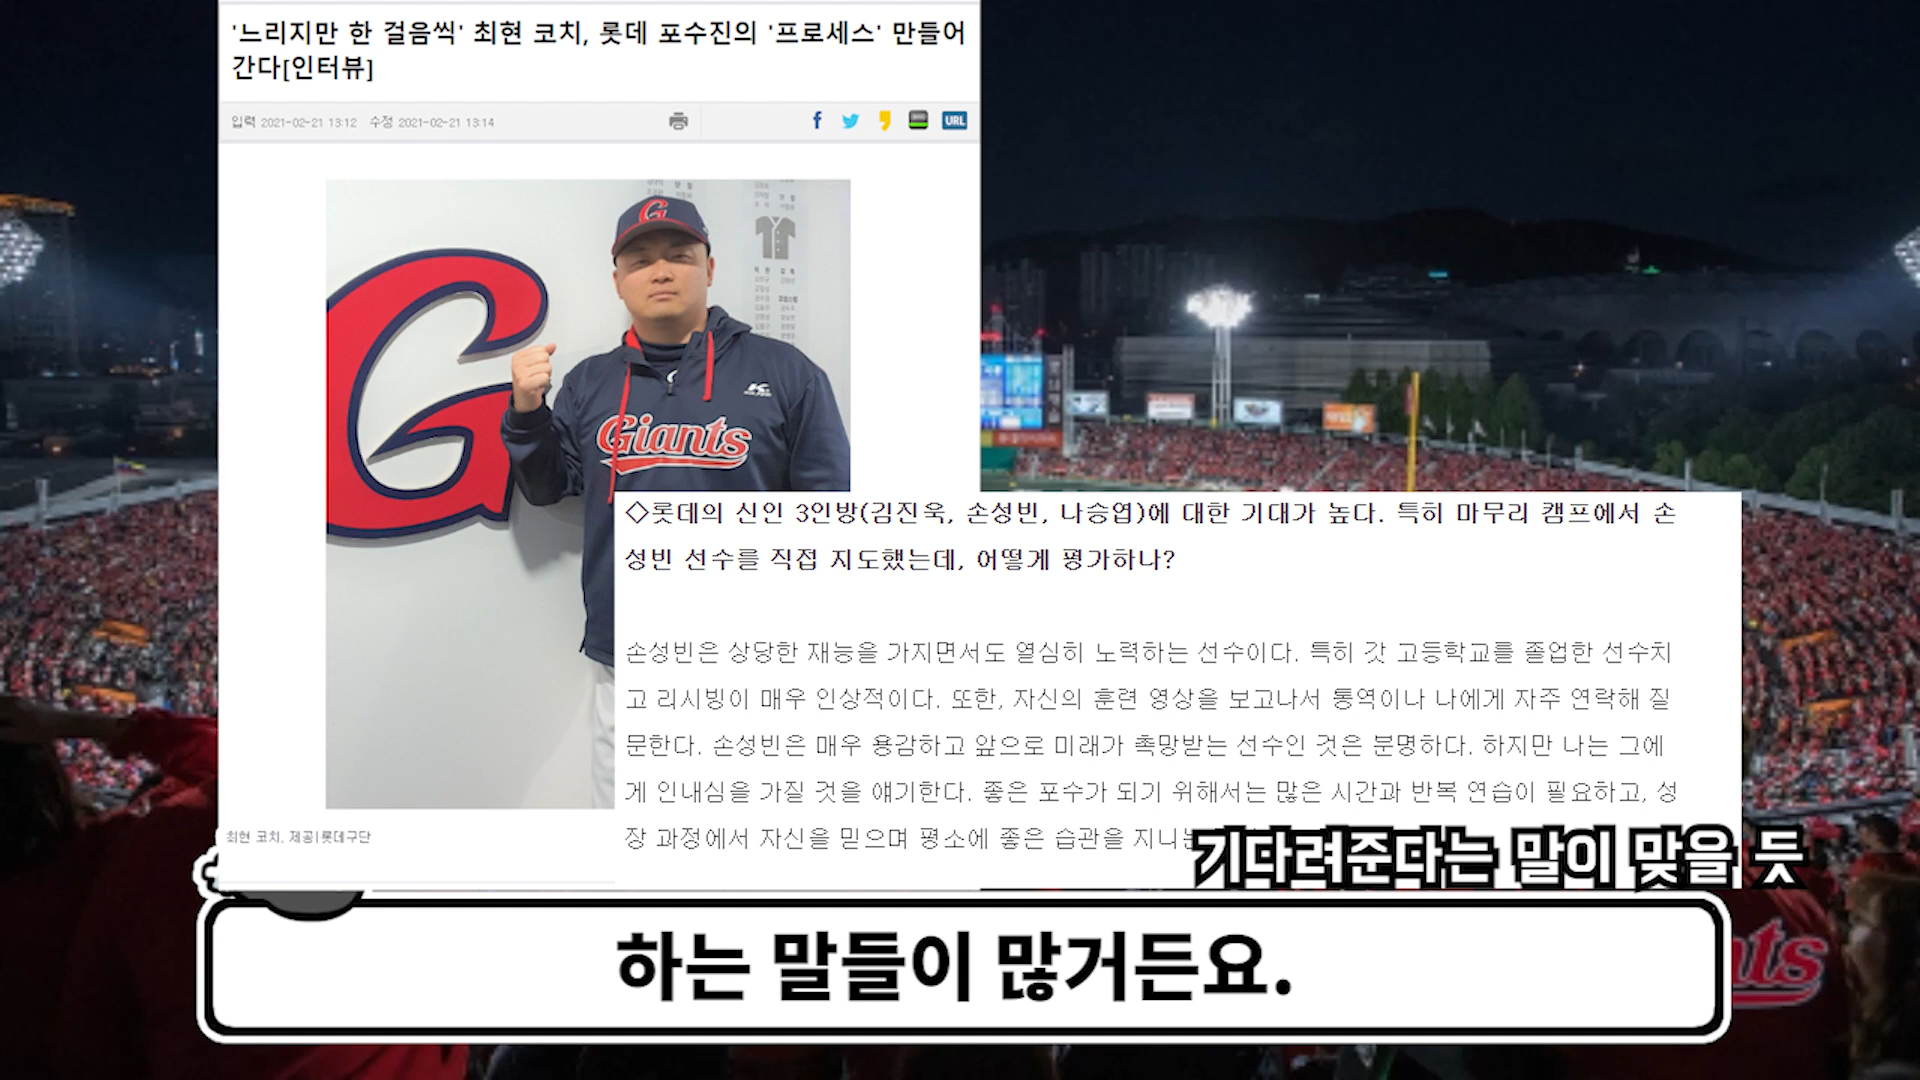 '느리지만 한 걸음씩' 최현 코치, 롯데 포수진의 '프로세스' 만들어
간다[인터뷰]
입력 2021-02-21 13:12 수정 2021-02-21 13:14
URL
G
Giants
◇롯데의 신인 3인방(김진욱, 손성빈, 나승엽)에 대한 기대가 높다. 특히 마무리 캠프에서 손
성빈 선수를 직접 지도했는데, 어떻게 평가하나?
손성빈은 상당한 재능을 가지면서도 열심히 노력하는 선수이다. 특히 갓 고등학교를 졸업한 선수치
고 리시빙이 매우 인상적이다. 또한, 자신의 훈련 영상을 보고나서 통역이나 나에게 자주 연락해 질
문한다. 손성빈은 매우 용감하고 앞으로 미래가 촉망받는 선수인 것은 분명하다. 하지만 나는 그에
게 인내심을 가질 것을 얘기한다. 좋은 포수가 되기 위해서는 많은 시간과 반복 연습이 필요하고, 성
장 과정에서 자신을 믿으며 평소에 좋은 습관을 지니는
최현 코치. 제공|롯데구단
기다려준다는 말이 맞을 듯
하는 말들이 많거든요.